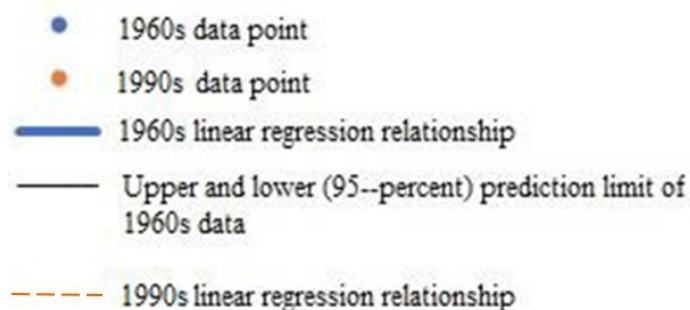 1960s data point
1990s data point
1960s linear regression relationship
Upper and lower (95--percent) prediction limit of
1960s data
1990s linear regression relationship